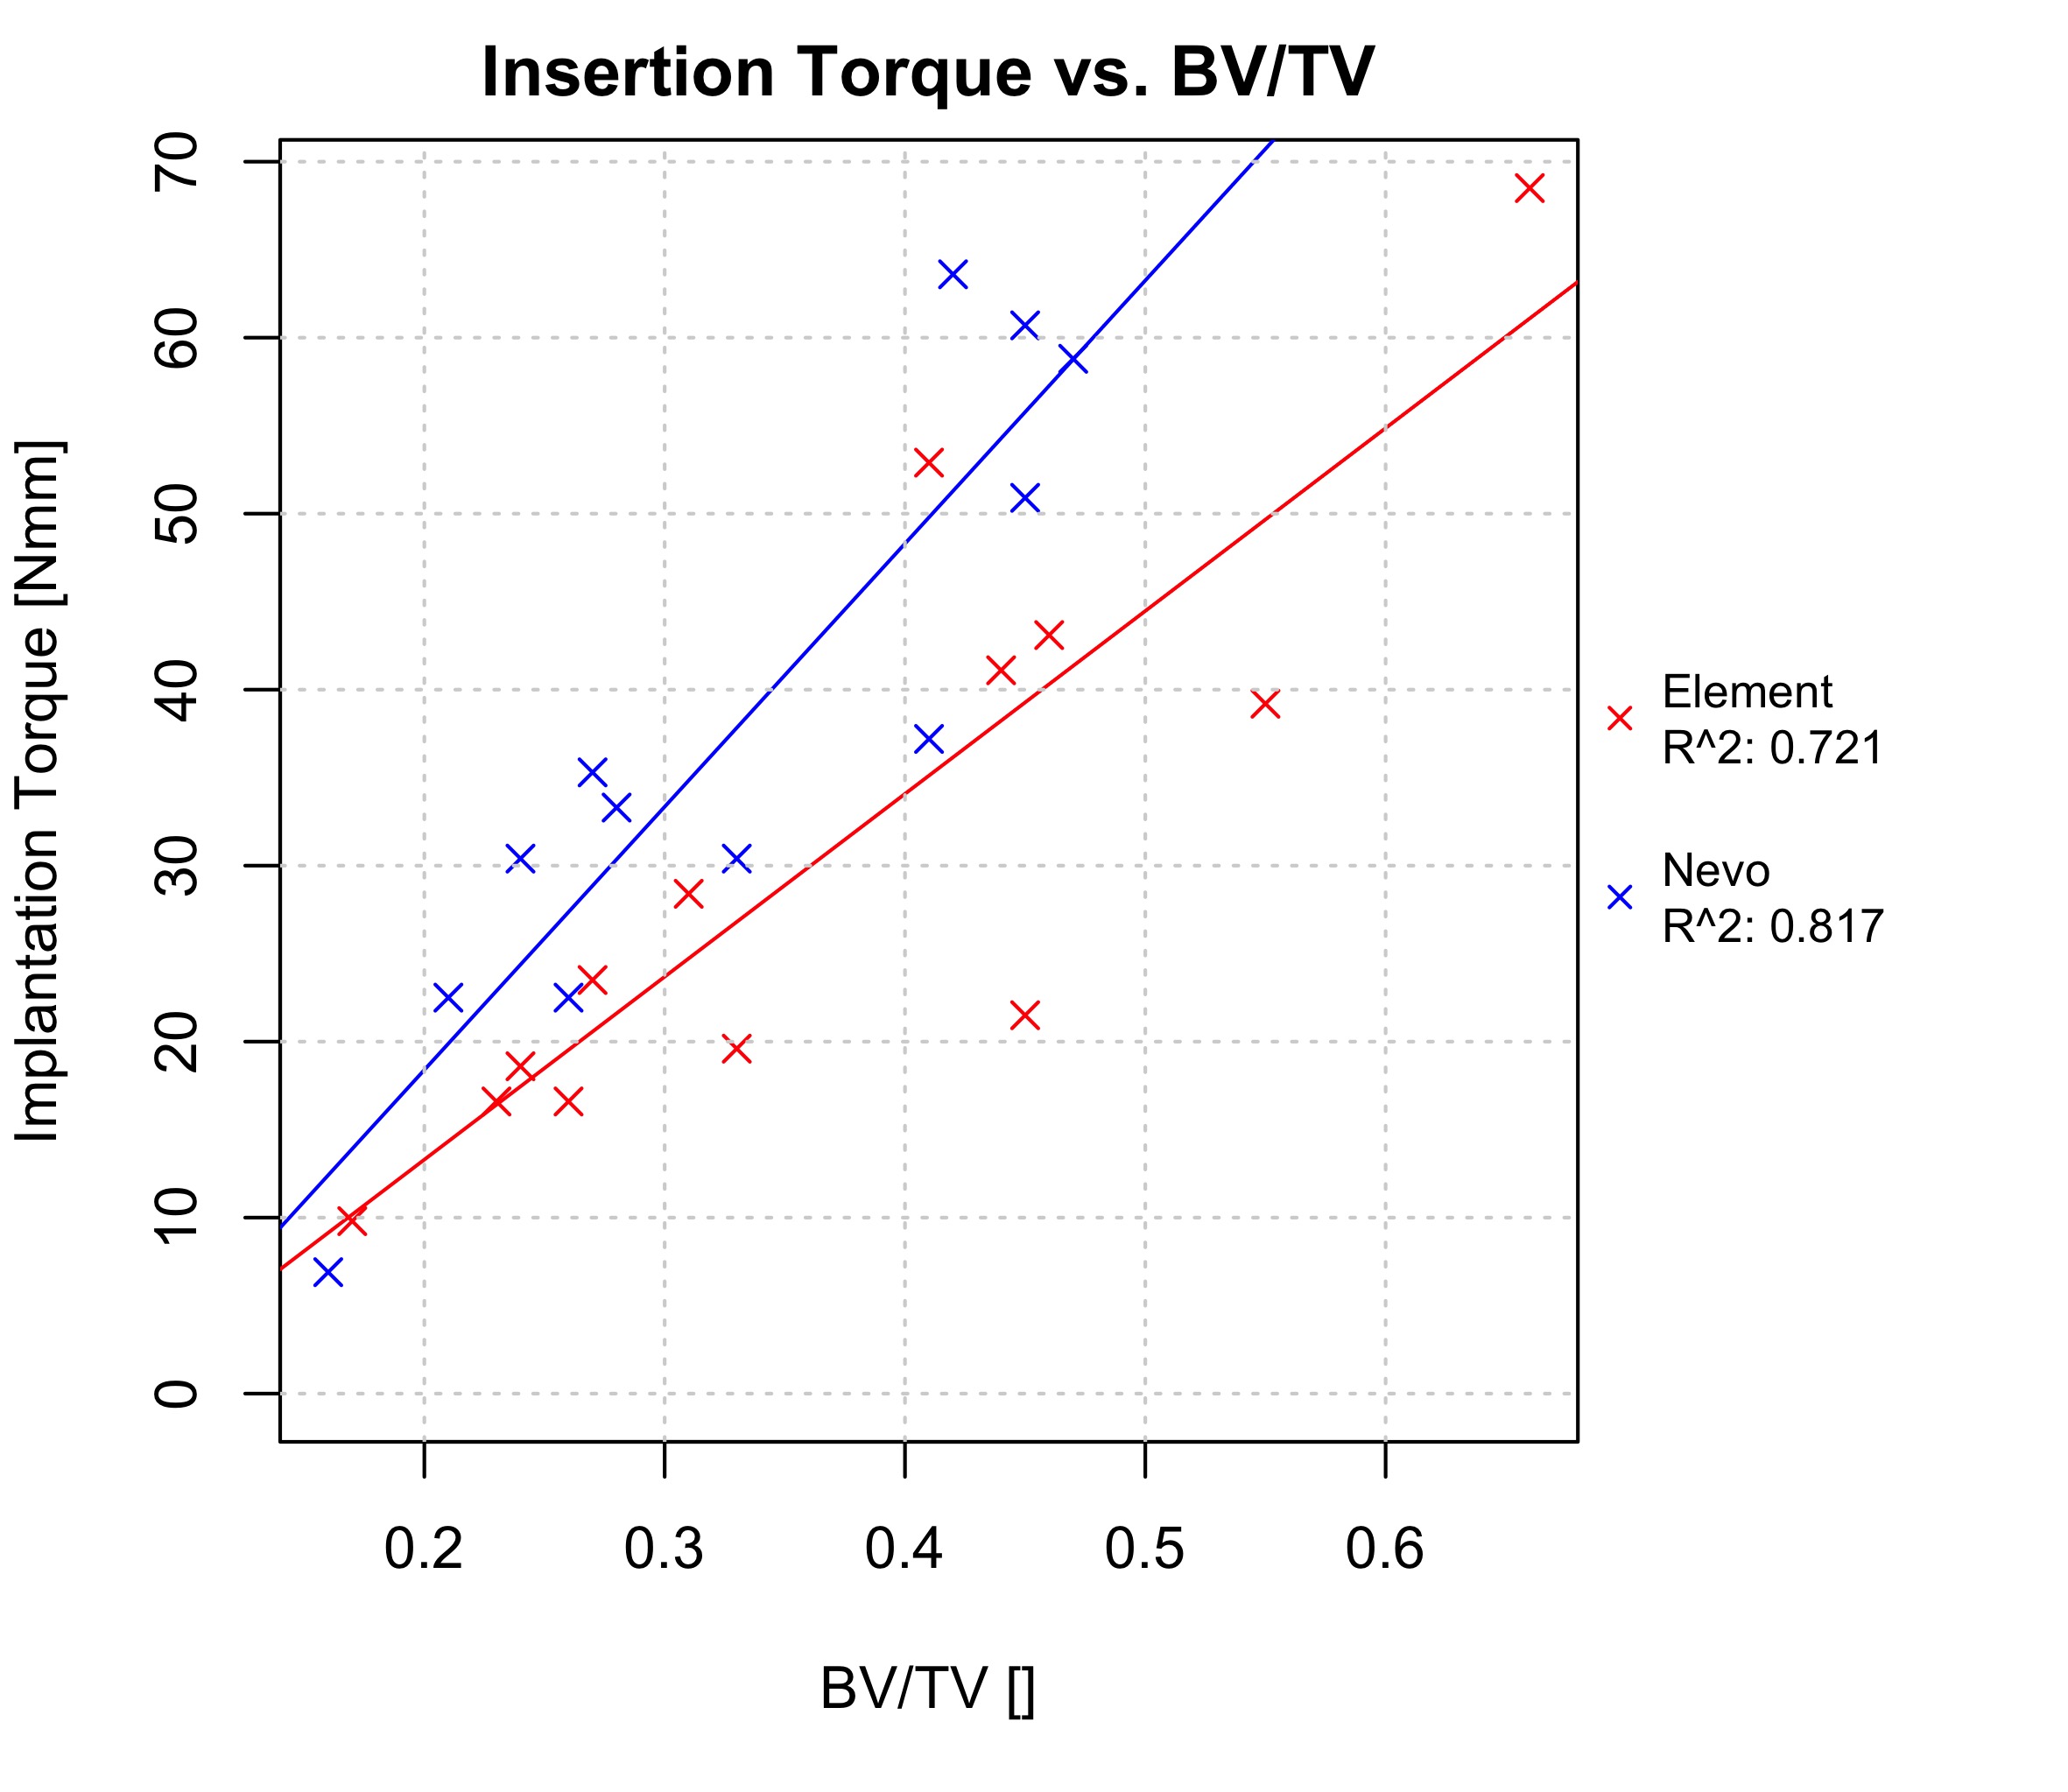 Insertion Torque vs. BV/TV
Implantation Torque [Nmm]
70
60
50
40
30
20
10
0
0.2 0.3 0.4 0.5 0.6
BV/TV []
Element
R^2: 0.721
Nevo
R^2: 0.817